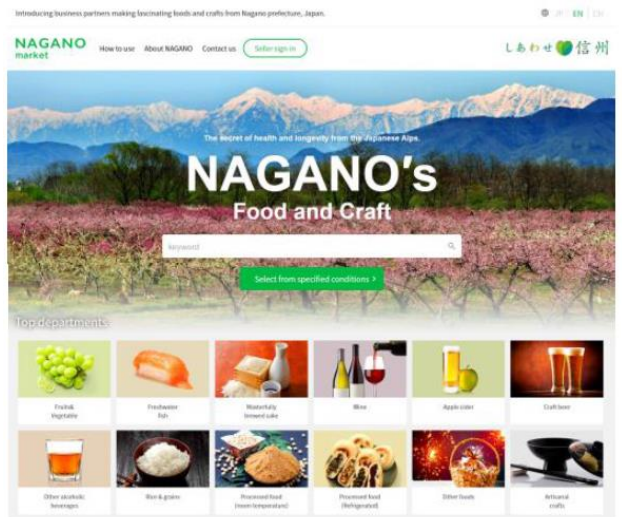 Introducing business partners making fascinating foods and crafts from Nagano prefecture, Japan.
JP EN CN
NAGANO
market
How to use About NAGANO Contact us Seller sign in
しあわせ信州
The secret of health and longevity from the Japanese Alps.
NAGANO's
Food and Craft
keyword
Select from specified conditions >
Top departments
Fruits&
Vegetable
Freshwater
fish
Masterfully
brewed sake
Wine
Apple cider
Craft beer
Other alcoholic
beverages
Rice & grains
Processed food
(room temperature)
Processed food
(Refrigerated)
Other foods
Artisanal
crafts